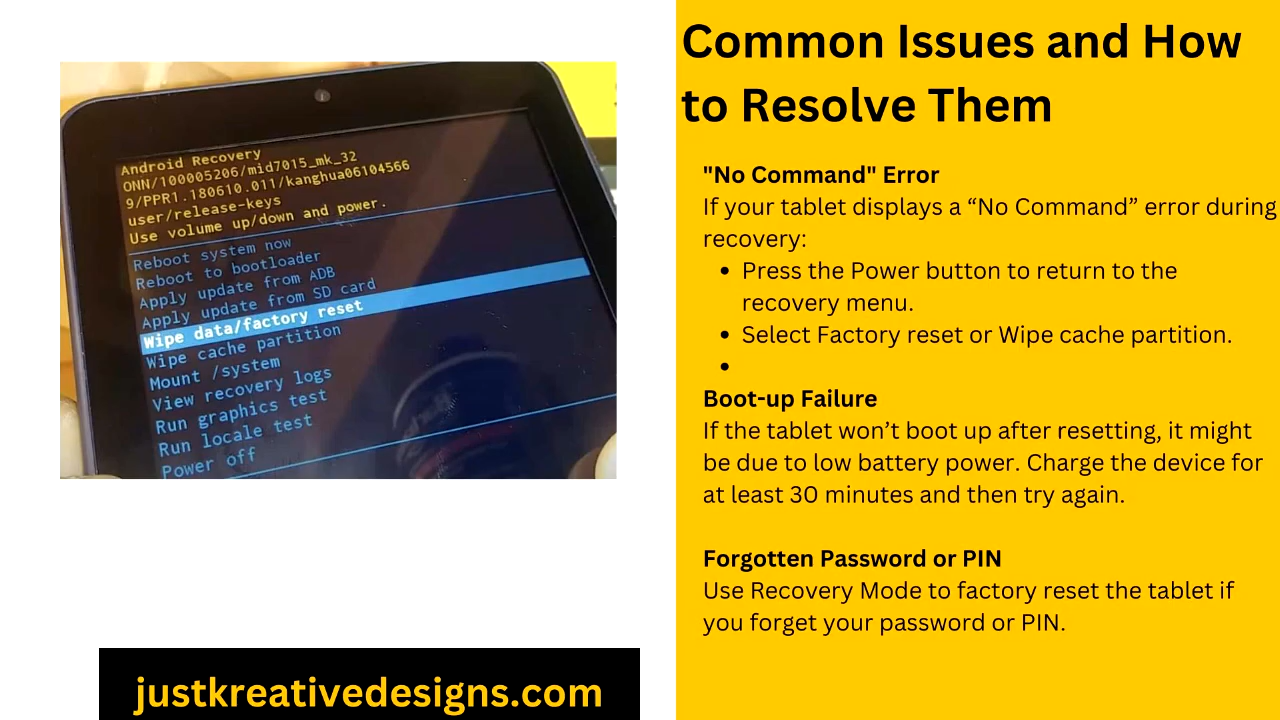 Common Issues and How
to Resolve Them
"No Command" Error
If your tablet displays a “No Command” error during
recovery:
• Press the Power button to return to the
recovery menu.
• Select Factory reset or Wipe cache partition.
•
Boot-up Failure
If the tablet won’t boot up after resetting, it might
be due to low battery power. Charge the device for
at least 30 minutes and then try again.
Forgotten Password or PIN
Use Recovery Mode to factory reset the tablet if
you forget your password or PIN.
Android Recovery
ONN/100005206/mid7015_mk_32
9/PPR1.180610.011/kanghua06104566
user/release-keys
Use volume up/down and power.
Reboot system now
Reboot to bootloader
Apply update from ADB
Apply update from SD card
Wipe data/factory reset
Wipe cache partition
Mount /system
View recovery logs
Run graphics test
Run locale test
Power off
justkreativedesigns.com